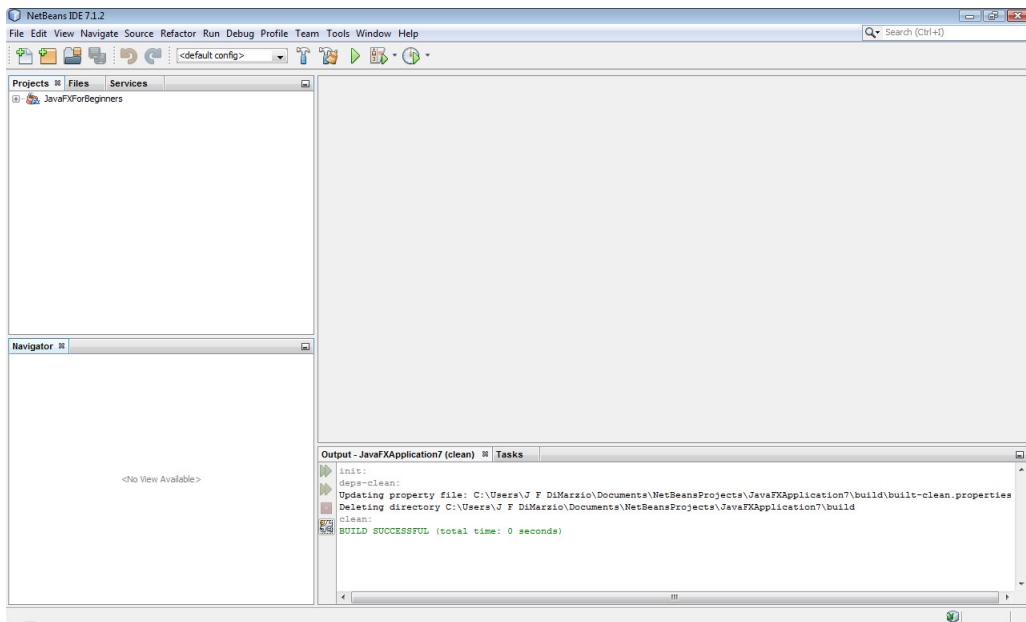 NetBeans IDE 7.1.2
File Edit View Navigate Source Refactor Run Debug Profile Team Tools Window Help
Search (Ctrl+I)
<default config>
Projects Files Services
JavaFXForBeginners
Navigator
<No View Available>
Output - JavaFXApplication7 (clean) Tasks
init:
deps-clean:
Updating property file: C:\Users\J F DiMarzio\Documents\NetBeansProjects\JavaFXApplication7\build\built-clean.properties
Deleting directory C:\Users\J F DiMarzio\Documents\NetBeansProjects\JavaFXApplication7\build
clean:
BUILD SUCCESSFUL (total time: 0 seconds)